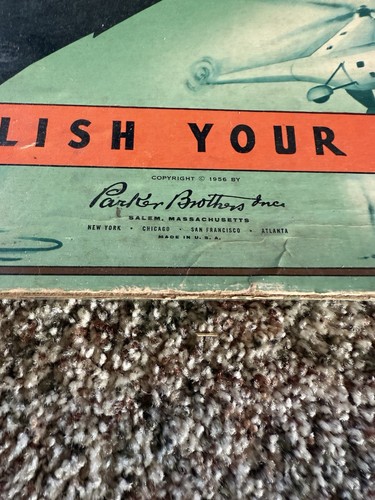 LISH YOUR
COPYRIGHT © 1956 BY
Parker Brothers Inc.
SALEM, MASSACHUSETTS
NEW YORK • CHICAGO • SAN FRANCISCO • ATLANTA
MADE IN U. S. A.